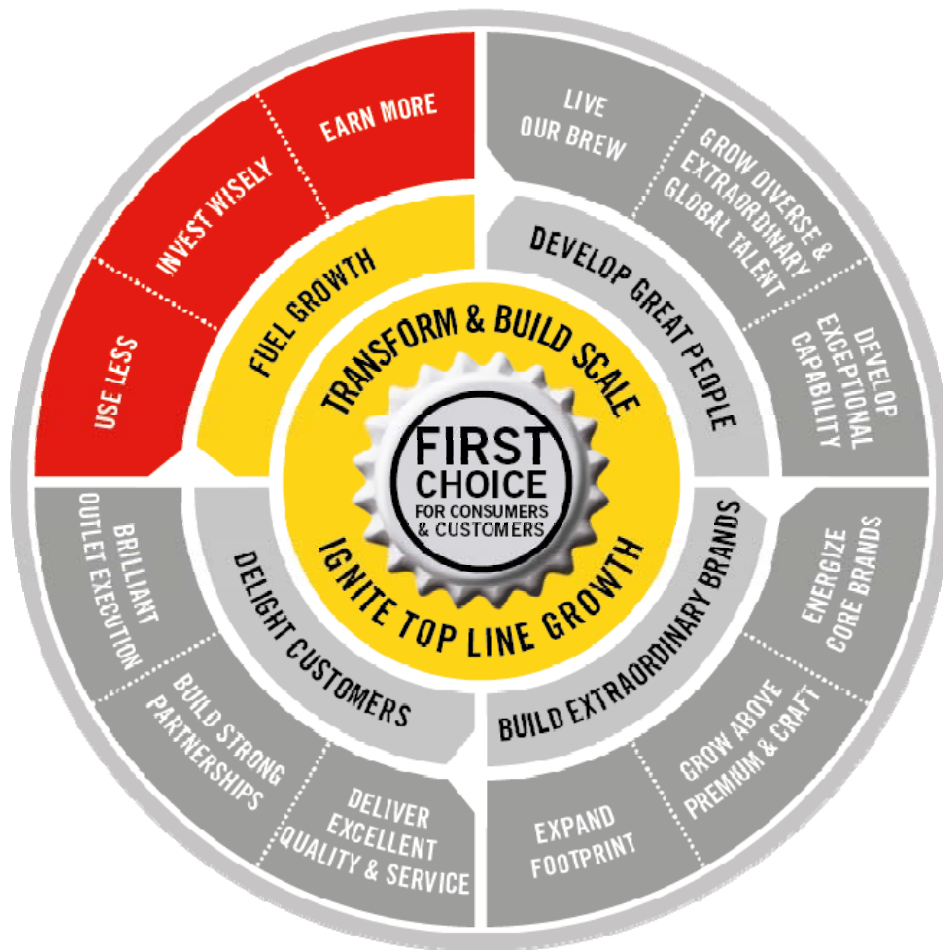 FIRST
CHOICE
FOR CONSUMERS
& CUSTOMERS
TRANSFORM & BUILD SCALE
IGNITE TOP LINE GROWTH
FUEL GROWTH
USE LESS
INVEST WISELY
EARN MORE
DEVELOP GREAT PEOPLE
LIVE
OUR BREW
GROW DIVERSE &
EXTRAORDINARY
GLOBAL TALENT
DEVELOP
EXCEPTIONAL
CAPABILITY
BUILD EXTRAORDINARY BRANDS
ENERGIZE
CORE BRANDS
GROW ABOVE
PREMIUM & CRAFT
EXPAND
FOOTPRINT
DELIGHT CUSTOMERS
DELIVER
EXCELLENT
QUALITY & SERVICE
BUILD STRONG
PARTNERSHIPS
BRILLIANT
OUTLET EXECUTION